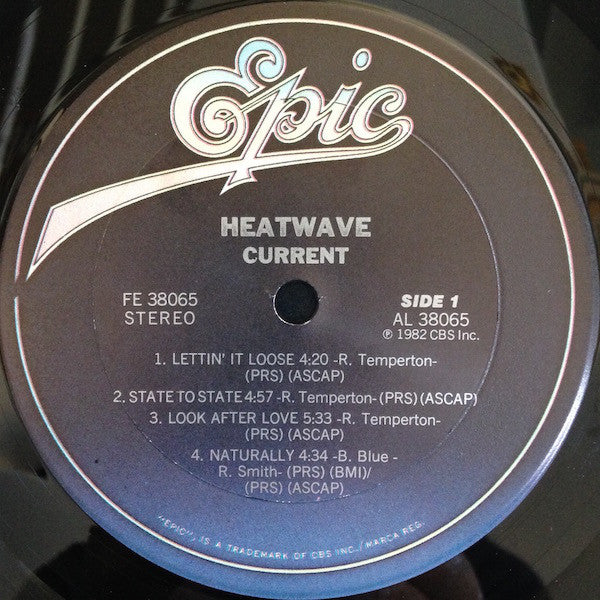 Epic
HEATWAVE
CURRENT
FE 38065
STEREO
SIDE 1
AL 38065
℗ 1982 CBS Inc.
1. LETTIN' IT LOOSE 4:20 -R. Temperton-
(PRS) (ASCAP)
2. STATE TO STATE 4:57 -R. Temperton- (PRS) (ASCAP)
3. LOOK AFTER LOVE 5:33 -R. Temperton-
(PRS) (ASCAP)
4. NATURALLY 4:34 -B. Blue -
R. Smith- (PRS) (BMI)/
(PRS) (ASCAP)
"EPIC", IS A TRADEMARK OF CBS INC./MARCA REG.